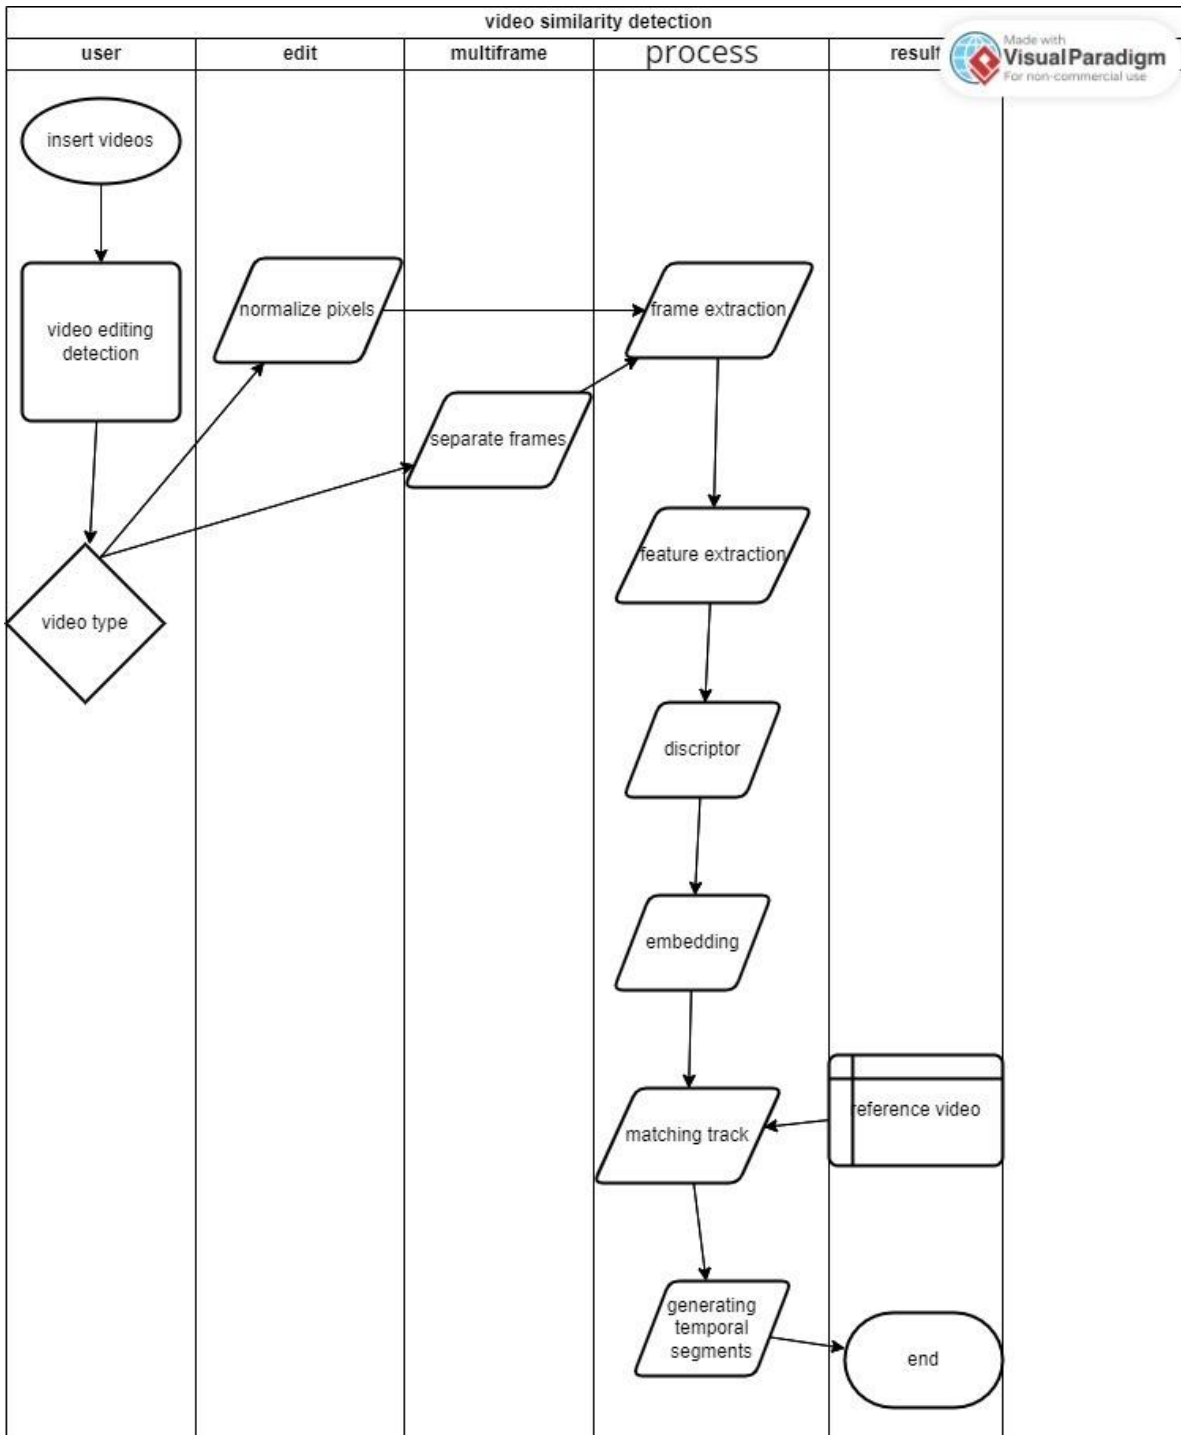 video similarity detection
user
edit
multiframe
process
result
Made with
VisualParadigm
For non-commercial use
insert videos
video editing
detection
normalize pixels
frame extraction
separate frames
feature extraction
video type
discriptor
embedding
reference video
matching track
generating
temporal
segments
end